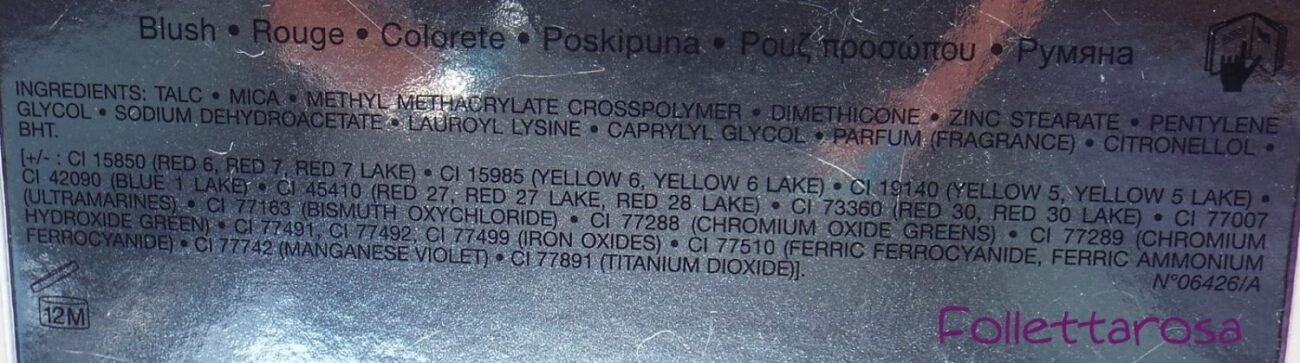 Blush • Rouge • Colorete • Poskipuna • Ρουζ προσώπου • Румяна
INGREDIENTS: TALC • MICA • METHYL METHACRYLATE CROSSPOLYMER • DIMETHICONE • ZINC STEARATE • PENTYLENE
GLYCOL • SODIUM DEHYDROACETATE • LAUROYL LYSINE • CAPRYLYL GLYCOL • PARFUM (FRAGRANCE) • CITRONELLOL •
BHT.
[+/- : CI 15850 (RED 6, RED 7, RED 7 LAKE) • CI 15985 (YELLOW 6, YELLOW 6 LAKE) • CI 19140 (YELLOW 5, YELLOW 5 LAKE) •
CI 42090 (BLUE 1 LAKE) • CI 45410 (RED 27, RED 27 LAKE, RED 28 LAKE) • CI 73360 (RED 30, RED 30 LAKE) • CI 77007
(ULTRAMARINES) • CI 77163 (BISMUTH OXYCHLORIDE) • CI 77288 (CHROMIUM OXIDE GREENS) • CI 77289 (CHROMIUM
HYDROXIDE GREEN) • CI 77491, CI 77492, CI 77499 (IRON OXIDES) • CI 77510 (FERRIC FERROCYANIDE, FERRIC AMMONIUM
FERROCYANIDE) • CI 77742 (MANGANESE VIOLET) • CI 77891 (TITANIUM DIOXIDE)].
N°06426/A
12M
Follettarosa